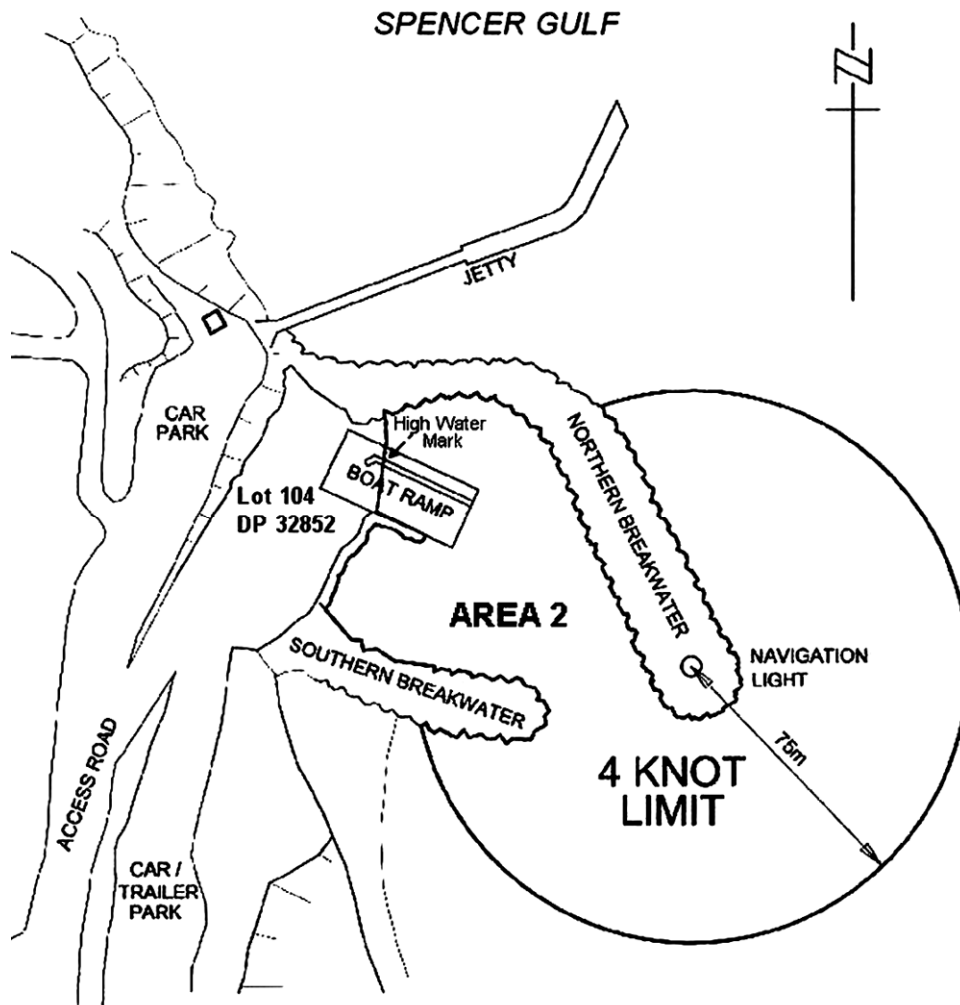 SPENCER GULF
N
JETTY
CAR
PARK
High Water
Mark
BOAT RAMP
Lot 104
DP 32852
NORTHERN BREAKWATER
AREA 2
SOUTHERN BREAKWATER
NAVIGATION
LIGHT
75m
4 KNOT
LIMIT
ACCESS ROAD
CAR /
TRAILER
PARK